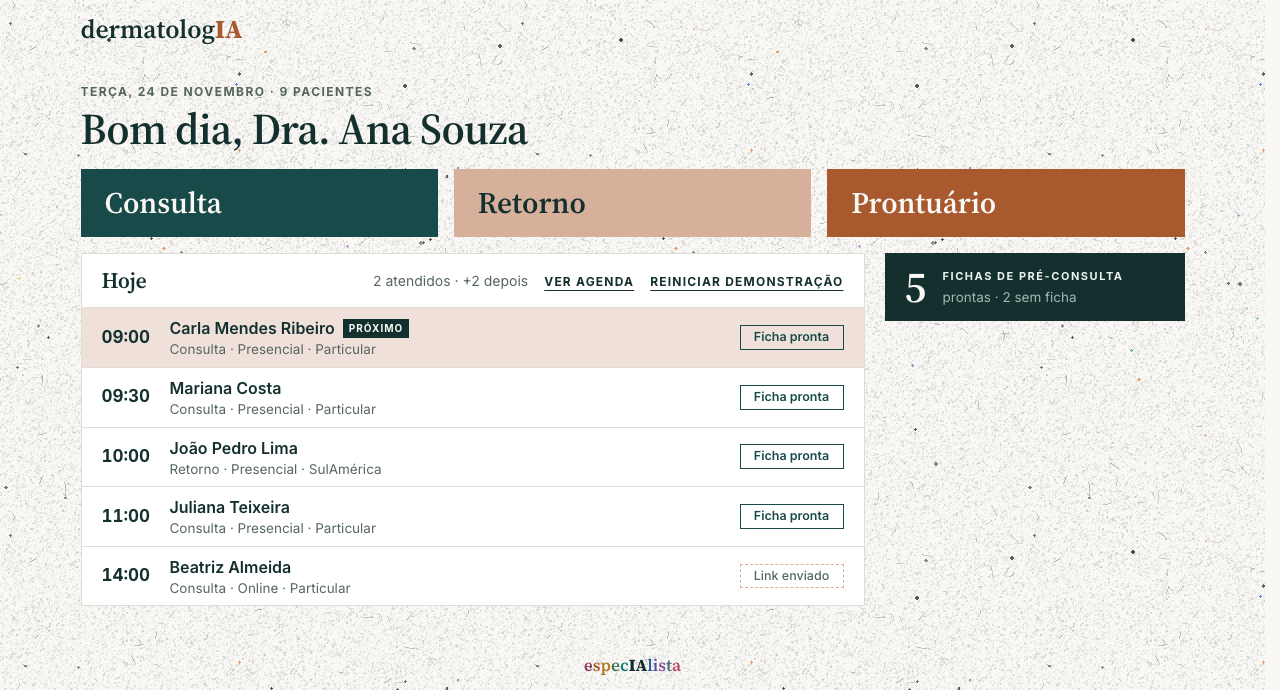 dermatologIA
TERÇA, 24 DE NOVEMBRO · 9 PACIENTES
Bom dia, Dra. Ana Souza
Consulta
Retorno
Prontuário
Hoje
2 atendidos · +2 depois
VER AGENDA
REINICIAR DEMONSTRAÇÃO
09:00
Carla Mendes Ribeiro
PRÓXIMO
Consulta · Presencial · Particular
Ficha pronta
09:30
Mariana Costa
Consulta · Presencial · Particular
Ficha pronta
10:00
João Pedro Lima
Retorno · Presencial · SulAmérica
Ficha pronta
11:00
Juliana Teixeira
Consulta · Presencial · Particular
Ficha pronta
14:00
Beatriz Almeida
Consulta · Online · Particular
Link enviado
5
FICHAS DE PRÉ-CONSULTA
prontas · 2 sem ficha
especIAlista